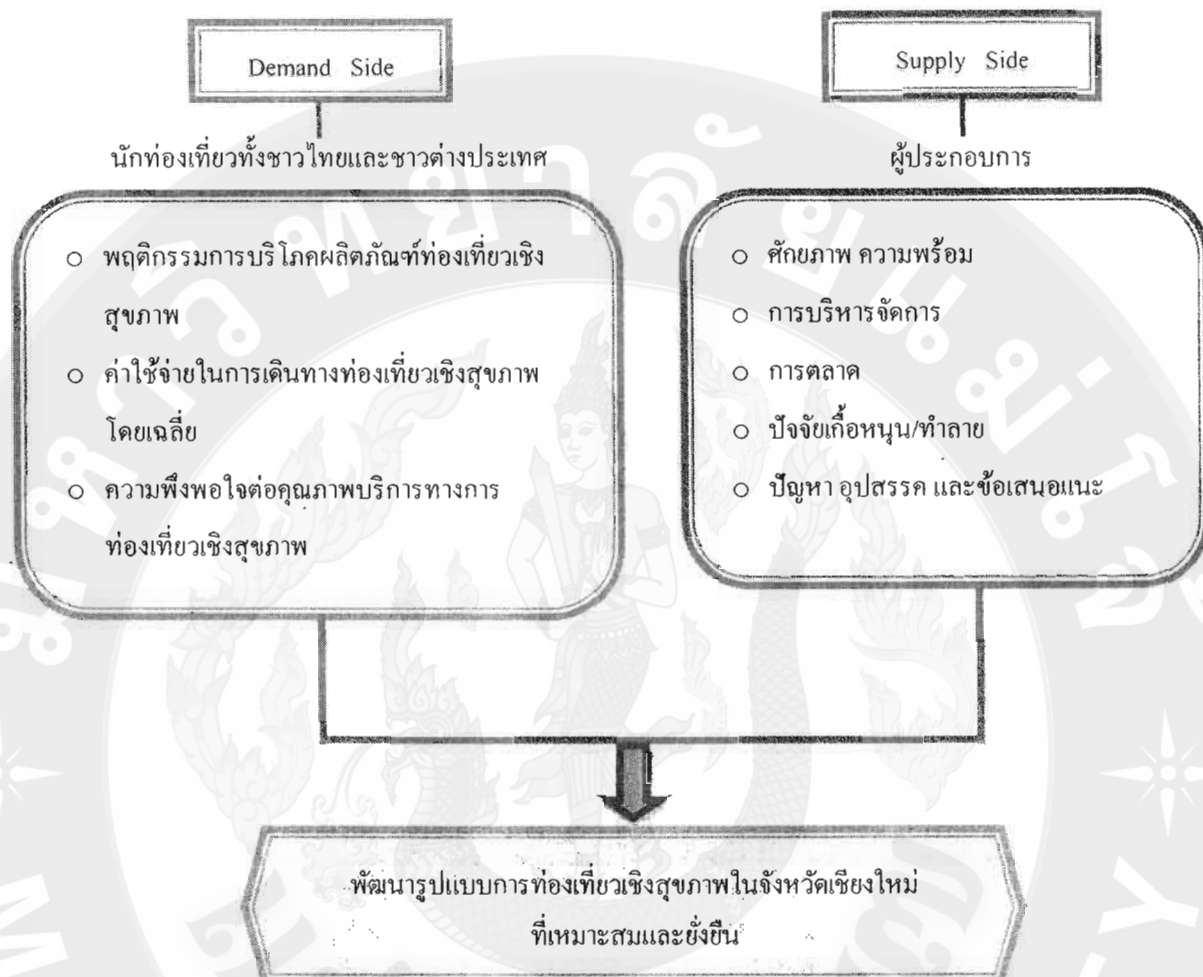 Demand Side
นักท่องเที่ยวทั้งชาวไทยและชาวต่างประเทศ
○ พฤติกรรมการบริโภคผลิตภัณฑ์ท่องเที่ยวเชิง
สุขภาพ
○ ค่าใช้จ่ายในการเดินทางท่องเที่ยวเชิงสุขภาพ
โดยเฉลี่ย
○ ความพึงพอใจต่อคุณภาพบริการทางการ
ท่องเที่ยวเชิงสุขภาพ
Supply Side
ผู้ประกอบการ
○ ศักยภาพ ความพร้อม
○ การบริหารจัดการ
○ การตลาด
○ ปัจจัยเกื้อหนุน/ทำลาย
○ ปัญหา อุปสรรค และข้อเสนอแนะ
พัฒนารูปแบบการท่องเที่ยวเชิงสุขภาพในจังหวัดเชียงใหม่
ที่เหมาะสมและยั่งยืน